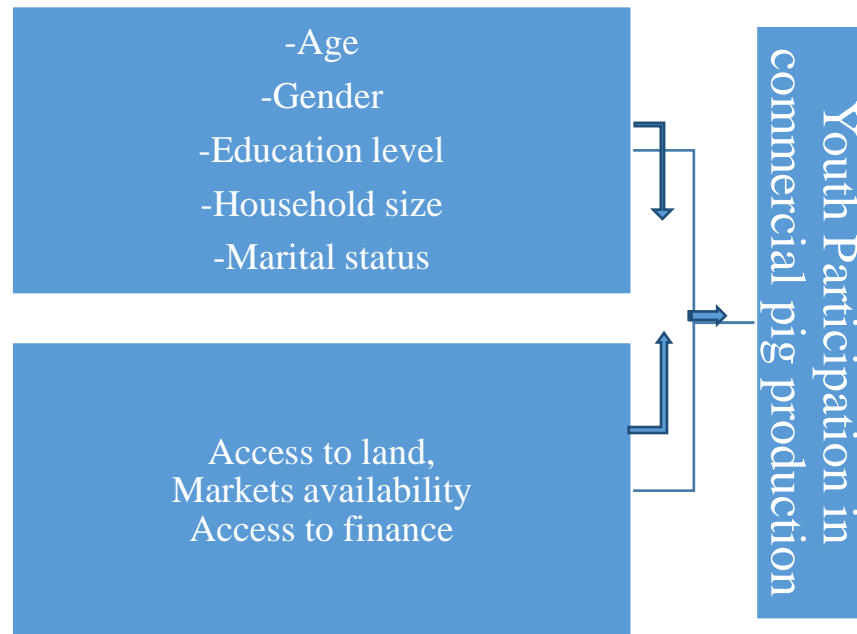 -Age
-Gender
-Education level
-Household size
-Marital status
Access to land,
Markets availability
Access to finance
Youth Participation in
commercial pig production